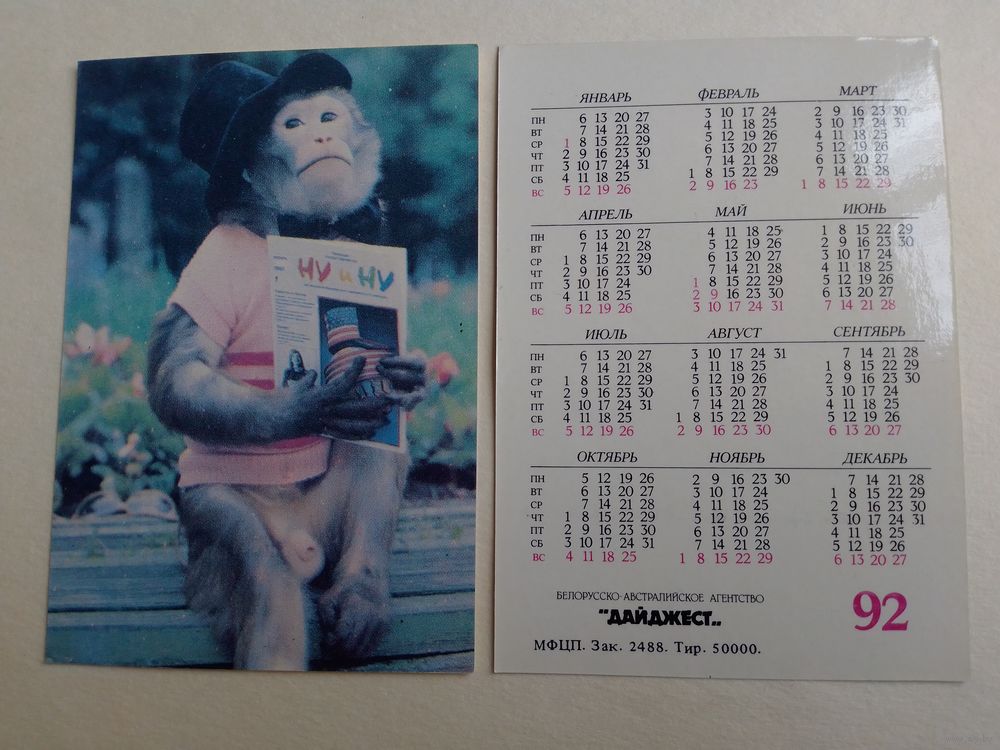 НУ и НУ
ЯНВАРЬ ФЕВРАЛЬ МАРТ
ПН 6 13 20 27 3 10 17 24 2 9 16 23 30
ВТ 7 14 21 28 4 11 18 25 3 10 17 24 31
СР 1 8 15 22 29 5 12 19 26 4 11 18 25
ЧТ 2 9 16 23 30 6 13 20 27 5 12 19 26
ПТ 3 10 17 24 31 7 14 21 28 6 13 20 27
СБ 4 11 18 25 1 8 15 22 29 7 14 21 28
ВС 5 12 19 26 2 9 16 23 1 8 15 22 29
АПРЕЛЬ МАЙ ИЮНЬ
ПН 6 13 20 27 4 11 18 25 1 8 15 22 29
ВТ 7 14 21 28 5 12 19 26 2 9 16 23 30
СР 1 8 15 22 29 6 13 20 27 3 10 17 24
ЧТ 2 9 16 23 30 7 14 21 28 4 11 18 25
ПТ 3 10 17 24 1 8 15 22 29 5 12 19 26
СБ 4 11 18 25 2 9 16 23 30 6 13 20 27
ВС 5 12 19 26 3 10 17 24 31 7 14 21 28
ИЮЛЬ АВГУСТ СЕНТЯБРЬ
ПН 6 13 20 27 3 10 17 24 31 7 14 21 28
ВТ 7 14 21 28 4 11 18 25 1 8 15 22 29
СР 1 8 15 22 29 5 12 19 26 2 9 16 23 30
ЧТ 2 9 16 23 30 6 13 20 27 3 10 17 24
ПТ 3 10 17 24 31 7 14 21 28 4 11 18 25
СБ 4 11 18 25 1 8 15 22 29 5 12 19 26
ВС 5 12 19 26 2 9 16 23 30 6 13 20 27
ОКТЯБРЬ НОЯБРЬ ДЕКАБРЬ
ПН 5 12 19 26 2 9 16 23 30 7 14 21 28
ВТ 6 13 20 27 3 10 17 24 1 8 15 22 29
СР 7 14 21 28 4 11 18 25 2 9 16 23 30
ЧТ 1 8 15 22 29 5 12 19 26 3 10 17 24 31
ПТ 2 9 16 23 30 6 13 20 27 4 11 18 25
СБ 3 10 17 24 31 7 14 21 28 5 12 19 26
ВС 4 11 18 25 1 8 15 22 29 6 13 20 27
БЕЛОРУССКО-АВСТРАЛИЙСКОЕ АГЕНТСТВО
"ДАЙДЖЕСТ„
92
МФЦП. Зак. 2488. Тир. 50000.